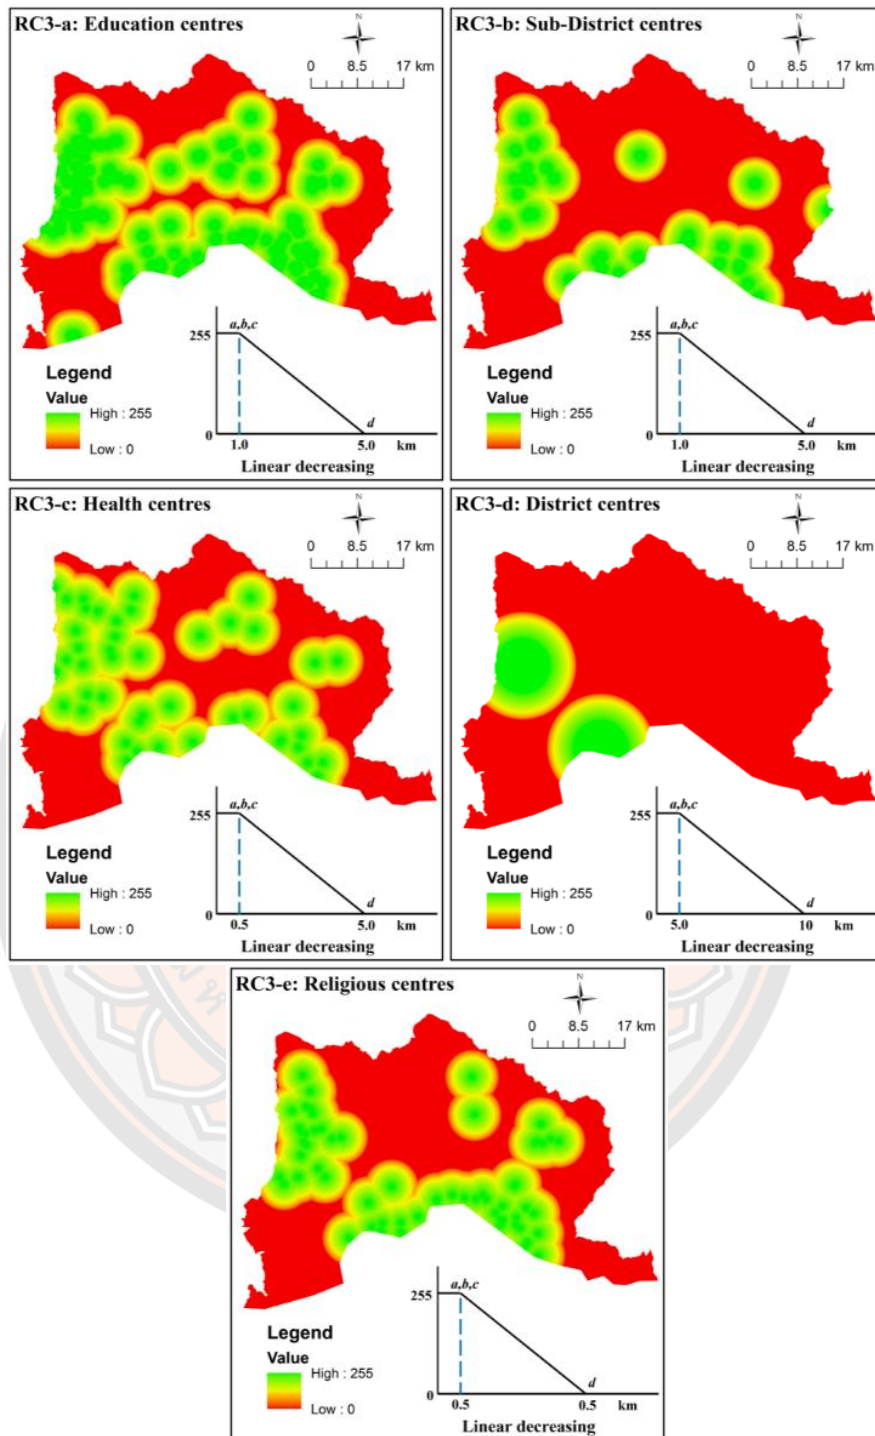 RC3-a: Education centres
N
0 8.5 17 km
255
a,b,c
d
0
1.0 5.0 km
Linear decreasing
Legend
Value
High : 255
Low : 0
RC3-b: Sub-District centres
N
0 8.5 17 km
255
a,b,c
d
0
1.0 5.0 km
Linear decreasing
Legend
Value
High : 255
Low : 0
RC3-c: Health centres
N
0 8.5 17 km
255
a,b,c
d
0
0.5 5.0 km
Linear decreasing
Legend
Value
High : 255
Low : 0
RC3-d: District centres
N
0 8.5 17 km
255
a,b,c
d
0
5.0 10 km
Linear decreasing
Legend
Value
High : 255
Low : 0
RC3-e: Religious centres
N
0 8.5 17 km
255
a,b,c
d
0
0.5 0.5 km
Linear decreasing
Legend
Value
High : 255
Low : 0